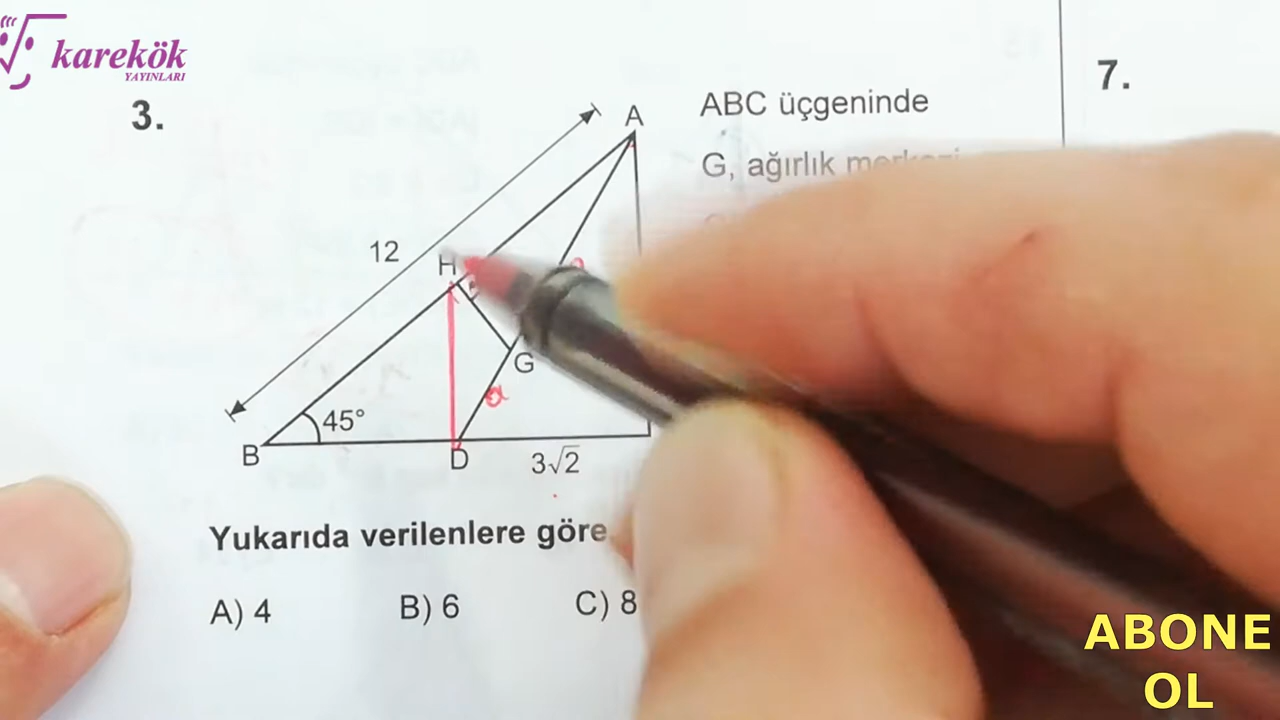 karekök
YAYINLARI
3.
7.
ABC üçgeninde
G, ağırlık merkezi
A
12
H
G
a
45°
B
D
3√2
Yukarıda verilenlere göre
A) 4
B) 6
C) 8
ABONE
OL